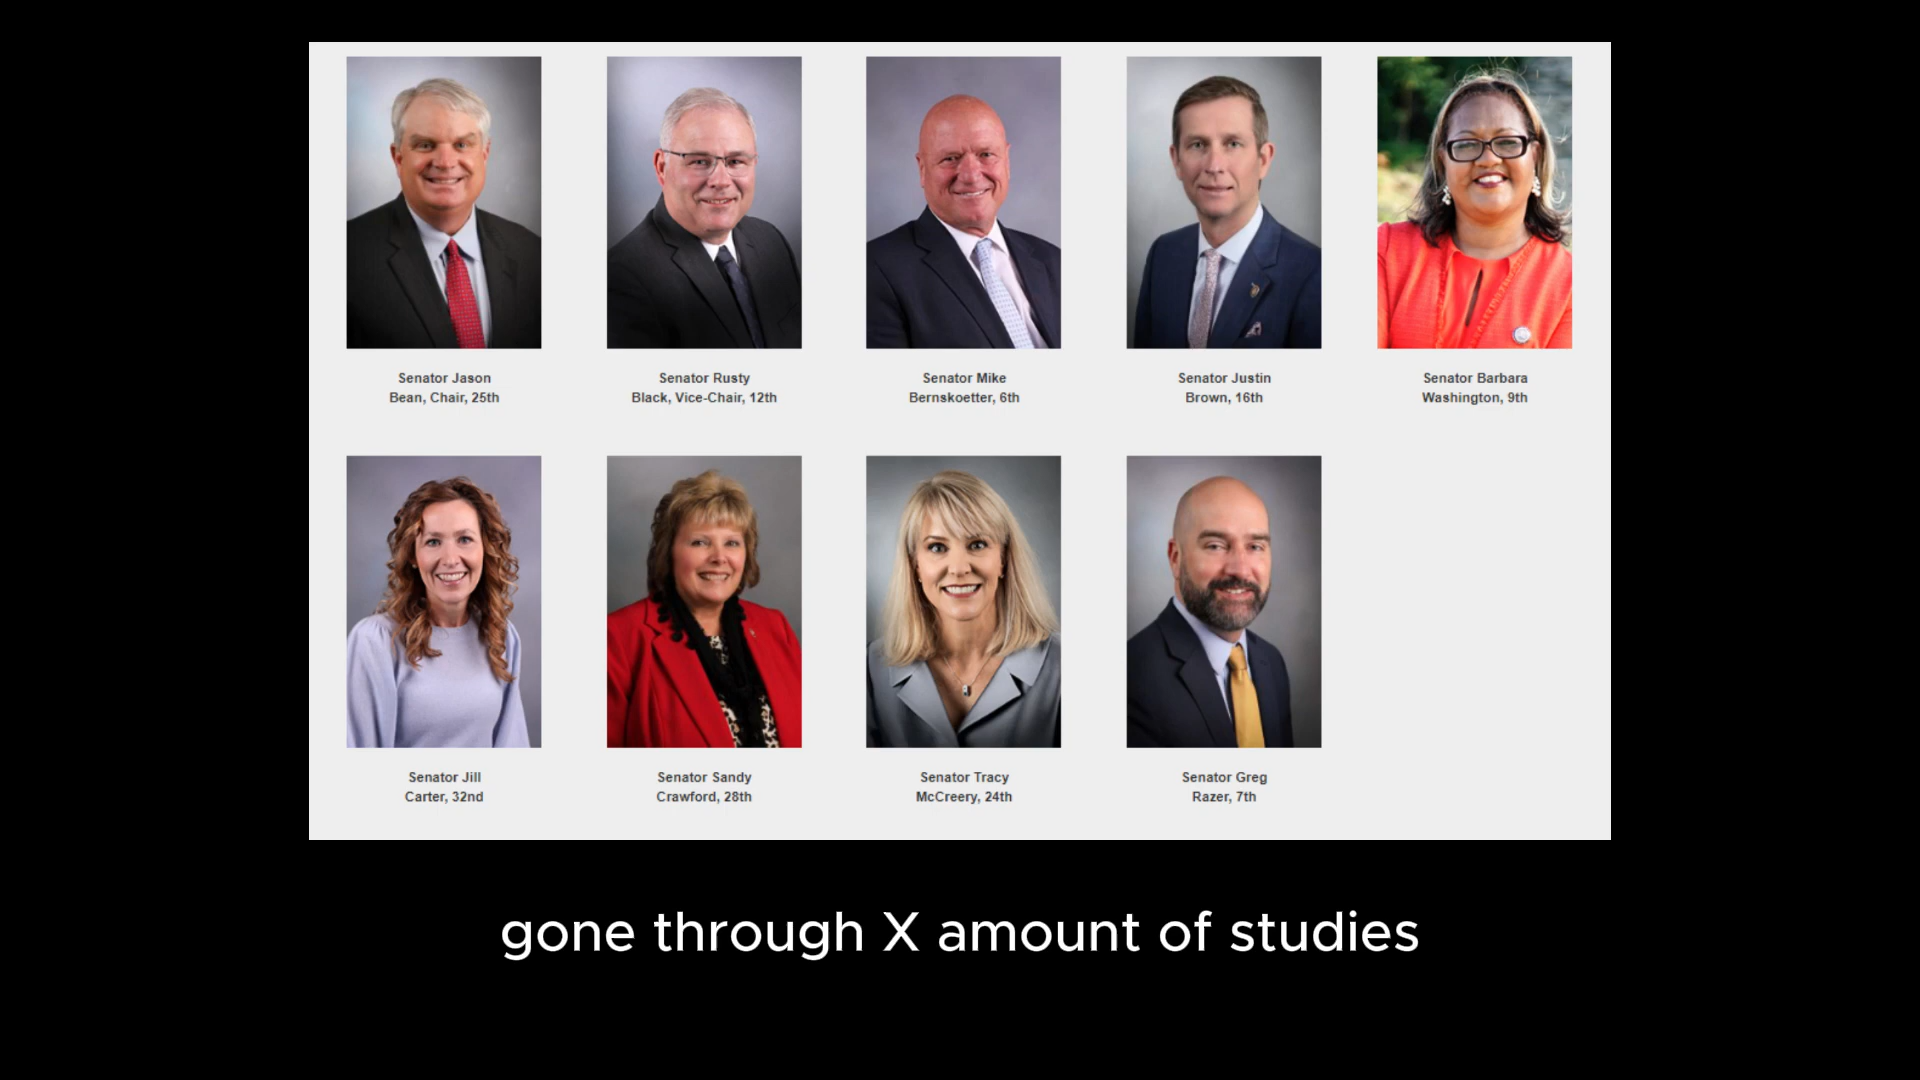 Senator Jason
Bean, Chair, 25th
Senator Rusty
Black, Vice-Chair, 12th
Senator Mike
Bernskoetter, 6th
Senator Justin
Brown, 16th
Senator Barbara
Washington, 9th
Senator Jill
Carter, 32nd
Senator Sandy
Crawford, 28th
Senator Tracy
McCreery, 24th
Senator Greg
Razer, 7th
gone through X amount of studies